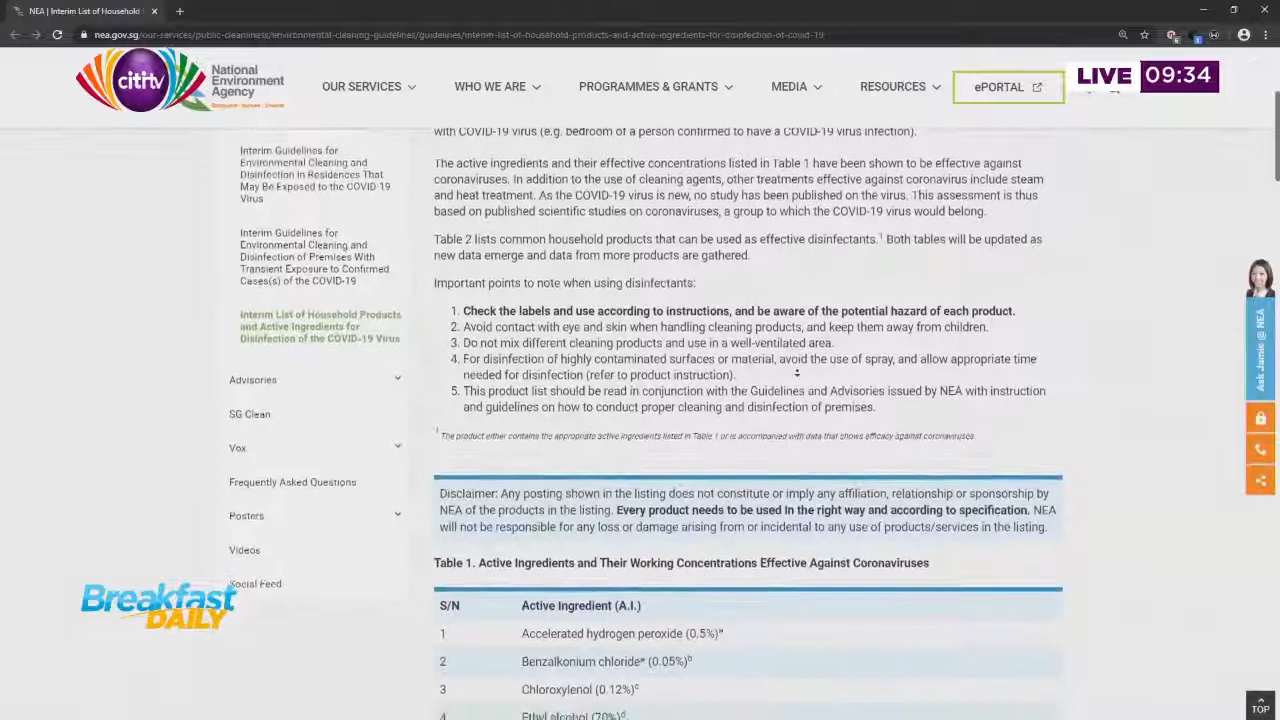 NEA | Interim List of Household
nea.gov.sg/our-services/public-cleanliness/environmental-cleaning-guidelines/guidelines/interim-list-of-household-products-and-active-ingredients-for-disinfection-of-covid-19
citi tv
National
Environment
Agency
OUR SERVICES
WHO WE ARE
PROGRAMMES & GRANTS
MEDIA
RESOURCES
ePORTAL
LIVE 09:34
Interim Guidelines for
Environmental Cleaning and
Disinfection in Residences That
May Be Exposed to the COVID-19
Virus
Interim Guidelines for
Environmental Cleaning and
Disinfection of Premises With
Transient Exposure to Confirmed
Cases(s) of the COVID-19
Interim List of Household Products
and Active Ingredients for
Disinfection of the COVID-19 Virus
Advisories
SG Clean
Vox
Frequently Asked Questions
Posters
Videos
Social Feed
Breakfast
DAILY
with COVID-19 virus (e.g. bedroom of a person confirmed to have a COVID-19 virus infection).
The active ingredients and their effective concentrations listed in Table 1 have been shown to be effective against
coronaviruses. In addition to the use of cleaning agents, other treatments effective against coronavirus include steam
and heat treatment. As the COVID-19 virus is new, no study has been published on the virus. This assessment is thus
based on published scientific studies on coronaviruses, a group to which the COVID-19 virus would belong.
Table 2 lists common household products that can be used as effective disinfectants.1 Both tables will be updated as
new data emerge and data from more products are gathered.
Important points to note when using disinfectants:
1. Check the labels and use according to instructions, and be aware of the potential hazard of each product.
2. Avoid contact with eye and skin when handling cleaning products, and keep them away from children.
3. Do not mix different cleaning products and use in a well-ventilated area.
4. For disinfection of highly contaminated surfaces or material, avoid the use of spray, and allow appropriate time
needed for disinfection (refer to product instruction).
5. This product list should be read in conjunction with the Guidelines and Advisories issued by NEA with instruction
and guidelines on how to conduct proper cleaning and disinfection of premises.
1 The product either contains the appropriate active ingredients listed in Table 1 or is accompanied with data that shows efficacy against coronaviruses.
Disclaimer: Any posting shown in the listing does not constitute or imply any affiliation, relationship or sponsorship by
NEA of the products in the listing. Every product needs to be used in the right way and according to specification. NEA
will not be responsible for any loss or damage arising from or incidental to any use of products/services in the listing.
Table 1. Active Ingredients and Their Working Concentrations Effective Against Coronaviruses
S/N Active Ingredient (A.I.)
1 Accelerated hydrogen peroxide (0.5%)a
2 Benzalkonium chloride* (0.05%)b
3 Chloroxylenol (0.12%)c
4 Ethyl alcohol (70%)d
Ask Jamie @ NEA
TOP